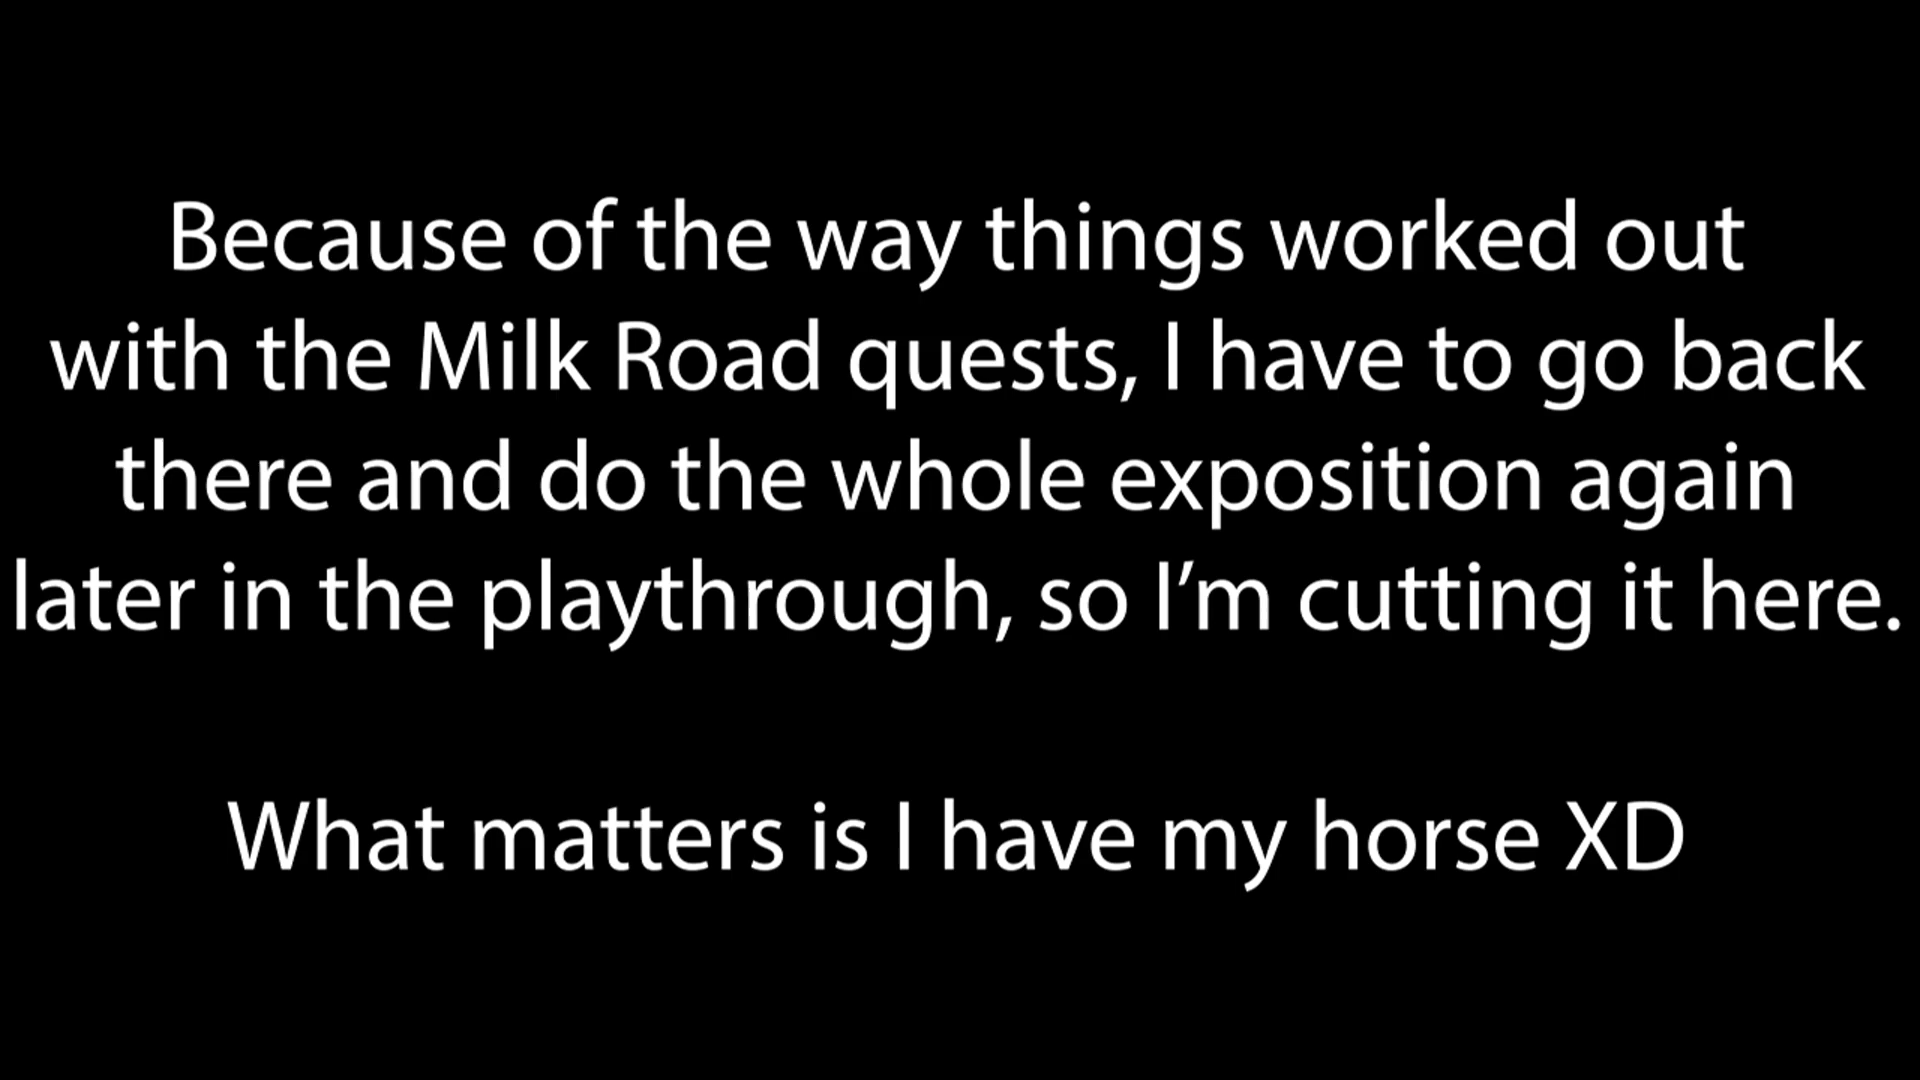 Because of the way things worked out
with the Milk Road quests, I have to go back
there and do the whole exposition again
later in the playthrough, so I’m cutting it here.
What matters is I have my horse XD